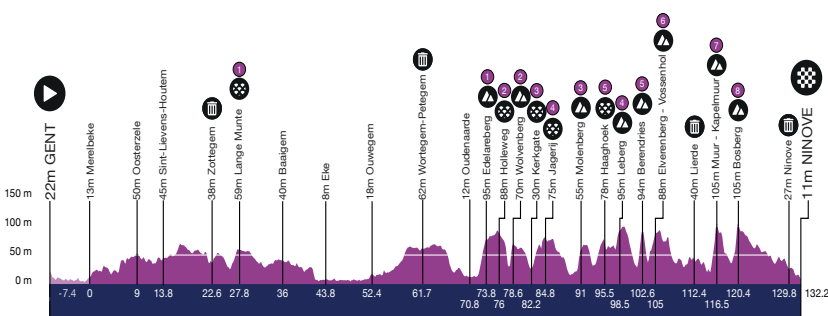 22m GENT
13m Merelbeke
50m Oosterzele
45m Sint-Lievens-Houtem
38m Zottegem
1
59m Lange Munte
40m Baaigem
8m Eke
18m Ouwegem
62m Wortegem-Petegem
12m Oudenaarde
1
95m Edelareberg
2
88m Holleweg
2
70m Wolvenberg
3
30m Kerkgate
4
75m Jagerij
3
55m Molenberg
5
78m Haaghoek
4
95m Leberg
5
94m Berendries
6
88m Elverenberg - Vossenhol
40m Lierde
7
105m Muur - Kapelmuur
8
105m Bosberg
27m Ninove
11m NINOVE
150 m
100 m
50 m
0 m
-7.4 0 9 13.8 22.6 27.8 36 43.8 52.4 61.7 70.8 73.8 76 78.6 82.2 84.8 91 95.5 98.5 102.6 105 112.4 116.5 120.4 129.8 132.2